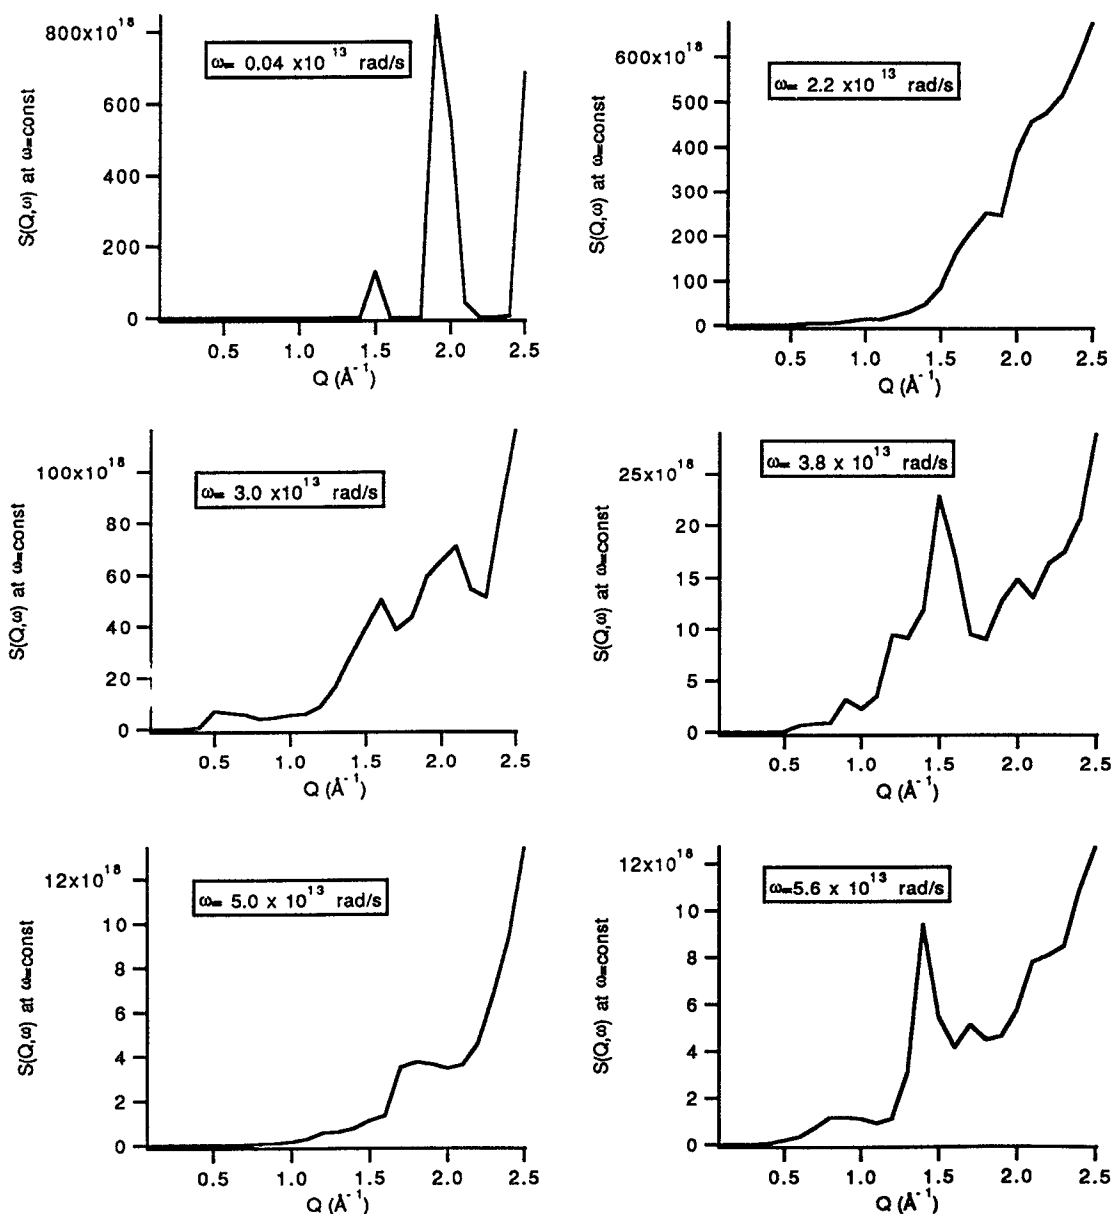 800x10^18
600
400
200
0
S(Q,ω) at ω=const
ω= 0.04 x10^13 rad/s
0.5 1.0 1.5 2.0 2.5
Q (Å^-1)
600x10^18
500
400
300
200
100
0
S(Q,ω) at ω=const
ω= 2.2 x10^13 rad/s
0.5 1.0 1.5 2.0 2.5
Q (Å^-1)
100x10^18
80
60
40
20
0
S(Q,ω) at ω=const
ω= 3.0 x10^13 rad/s
0.5 1.0 1.5 2.0 2.5
Q (Å^-1)
25x10^18
20
15
10
5
0
S(Q,ω) at ω=const
ω= 3.8 x 10^13 rad/s
0.5 1.0 1.5 2.0 2.5
Q (Å^-1)
12x10^18
10
8
6
4
2
0
S(Q,ω) at ω=const
ω= 5.0 x 10^13 rad/s
0.5 1.0 1.5 2.0 2.5
Q (Å^-1)
12x10^18
10
8
6
4
2
0
S(Q,ω) at ω=const
ω=5.6 x 10^13 rad/s
0.5 1.0 1.5 2.0 2.5
Q (Å^-1)